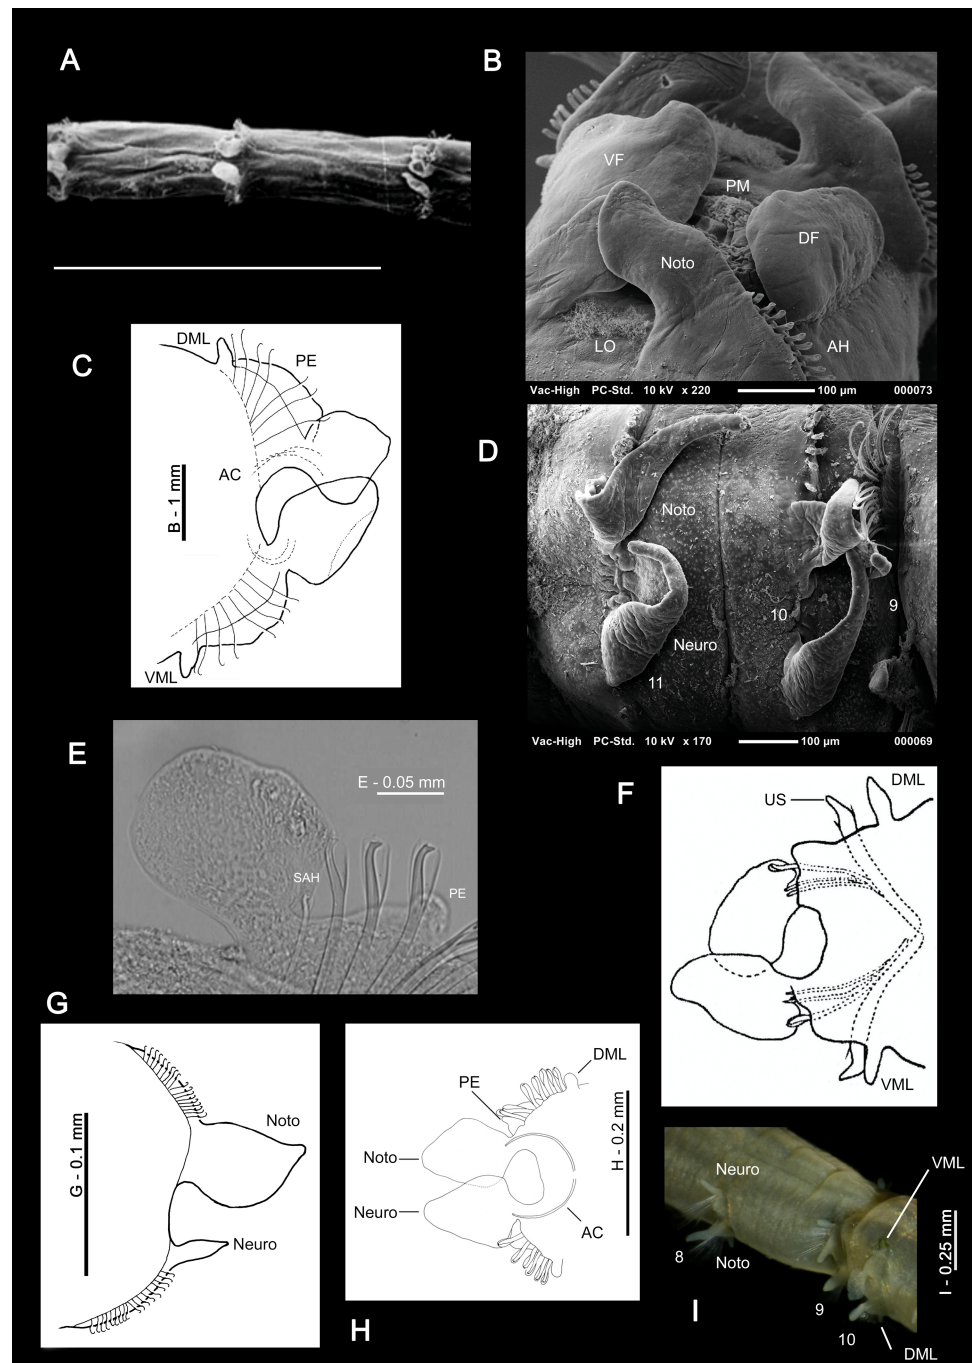 A
B
VF
PM
DF
Noto
LO
AH
Vac-High PC-Std. 10 kV x 220 100 µm 000073
C
DML
PE
AC
B - 1 mm
VML
D
Noto
10
9
Neuro
11
Vac-High PC-Std. 10 kV x 170 100 µm 000069
E
E - 0.05 mm
SAH
PE
F
DML
US
VML
G
Noto
G - 0.1 mm
Neuro
H
DML
PE
Noto
H - 0.2 mm
Neuro
AC
I
Neuro
VML
8
Noto
I - 0.25 mm
9
10
DML